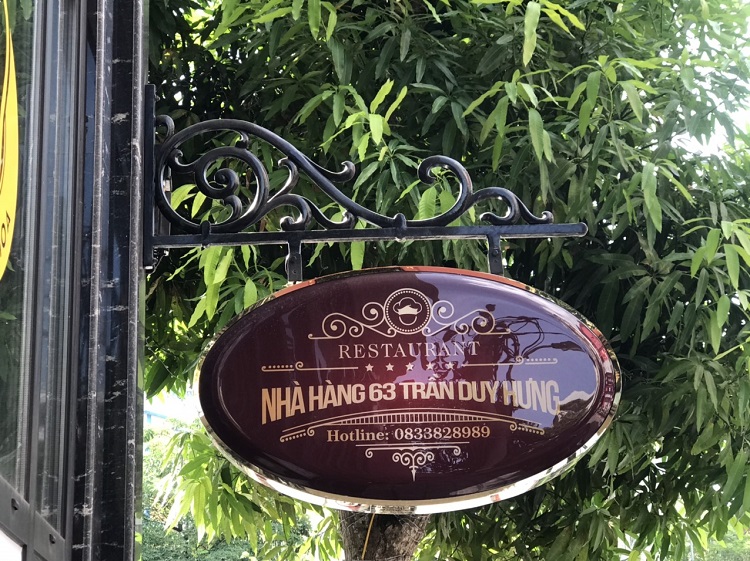 RESTAURANT
NHÀ HÀNG 63 TRẦN DUY HƯNG
Hotline: 0833828989